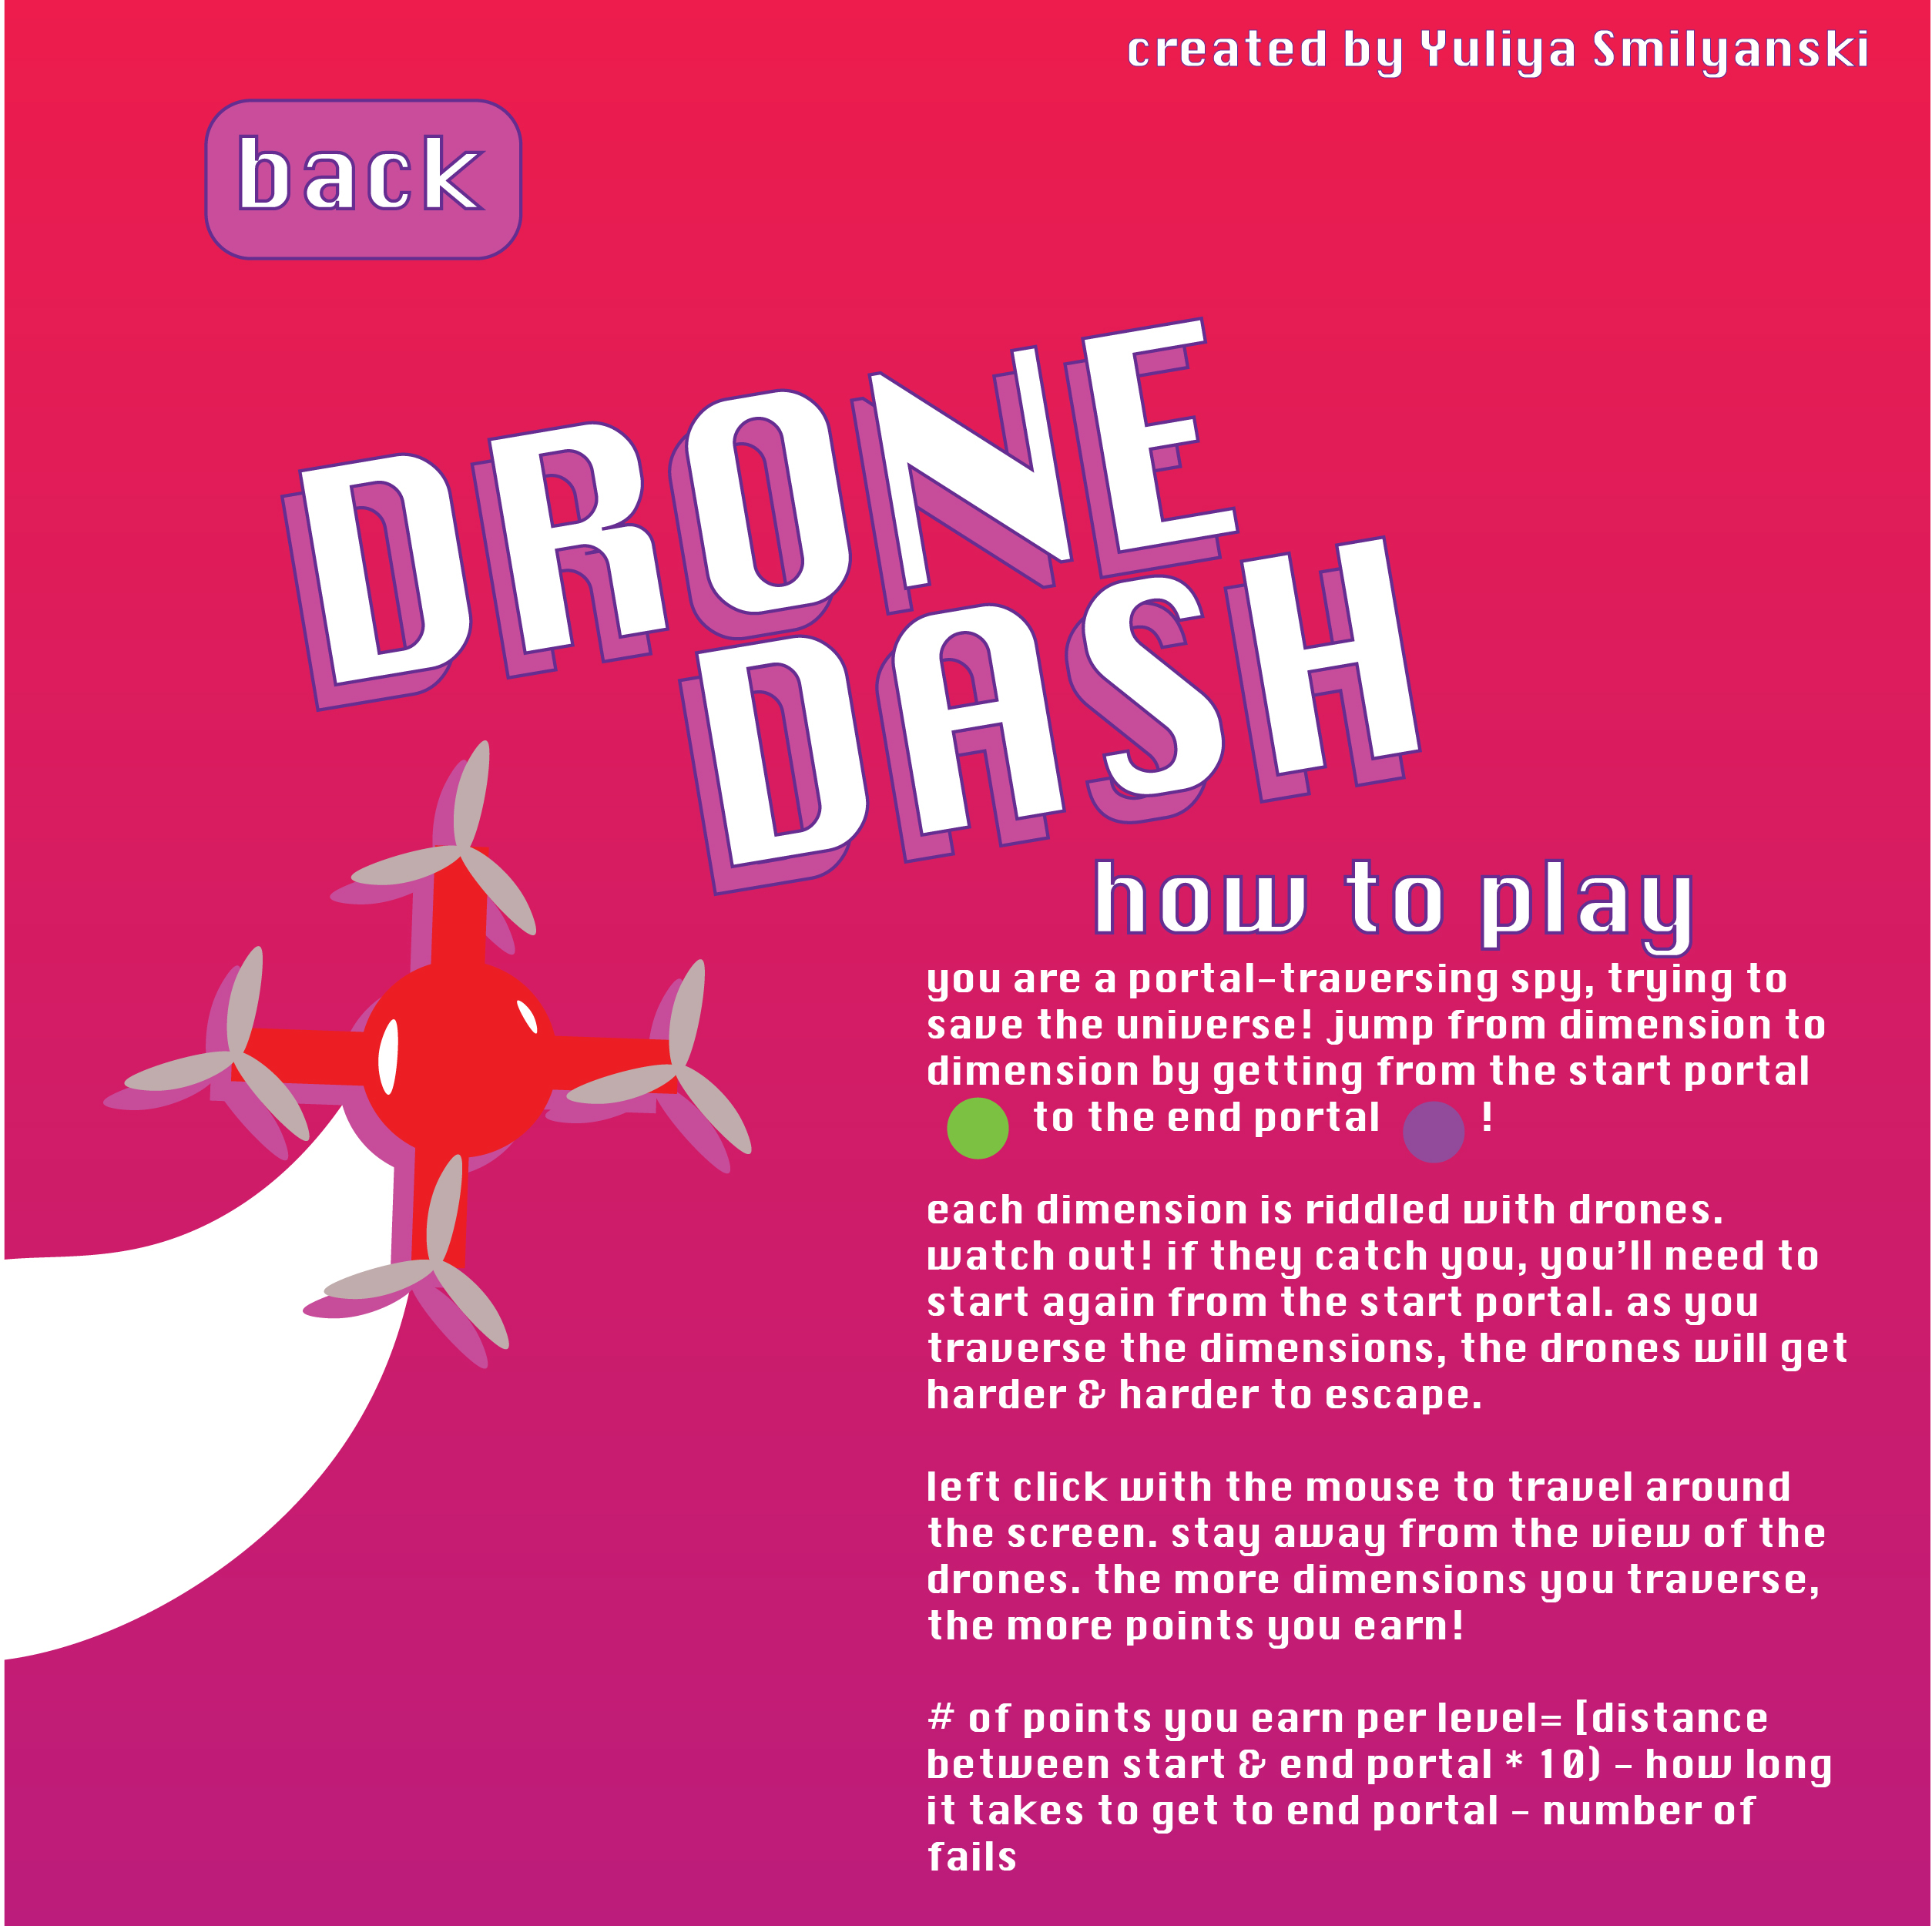 created by Yuliya Smilyanski
back
DRONE
DASH
how to play
you are a portal-traversing spy, trying to
save the universe! jump from dimension to
dimension by getting from the start portal
to the end portal !
each dimension is riddled with drones.
watch out! if they catch you, you’ll need to
start again from the start portal. as you
traverse the dimensions, the drones will get
harder & harder to escape.
left click with the mouse to travel around
the screen. stay away from the view of the
drones. the more dimensions you traverse,
the more points you earn!
# of points you earn per level= [distance
between start & end portal * 10) - how long
it takes to get to end portal - number of
fails